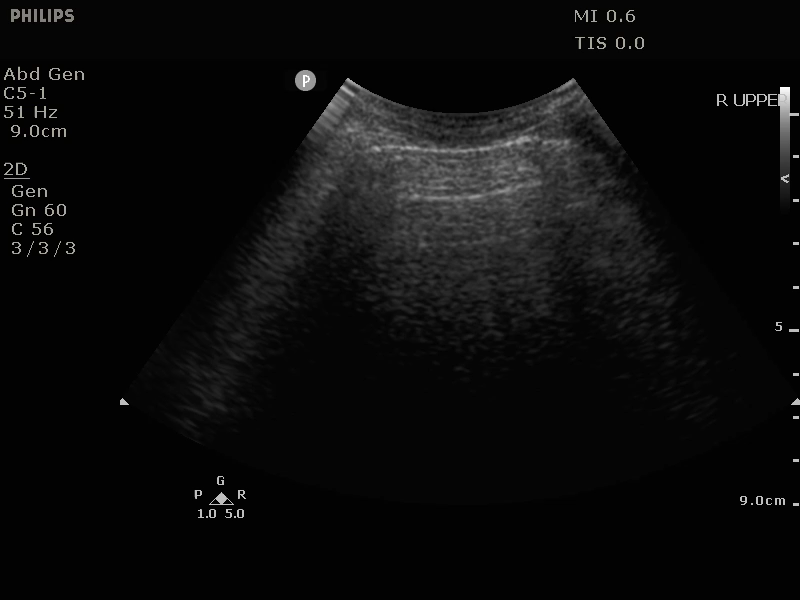 PHILIPS
MI 0.6
TIS 0.0
Abd Gen
C5-1
51 Hz
9.0cm
2D
Gen
Gn 60
C 56
3/3/3
P
R UPPER
<
5
G
P R
1.0 5.0
9.0cm